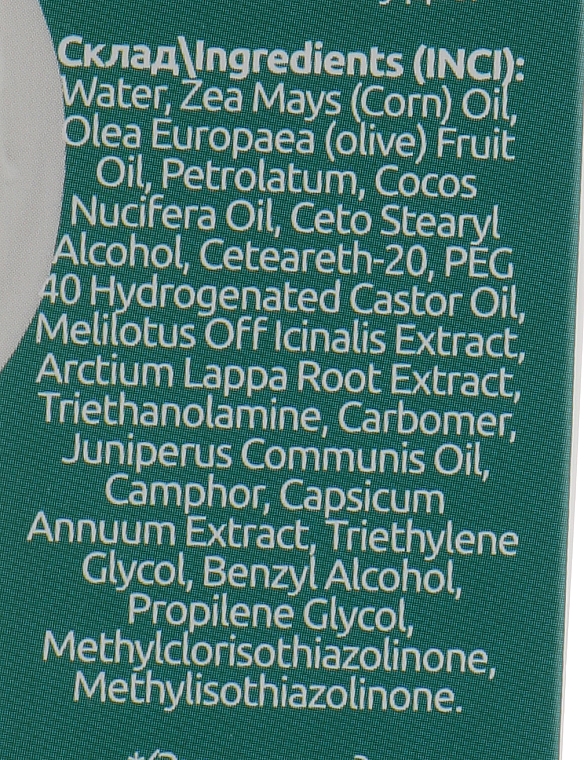 Склад\Ingredients (INCI):
Water, Zea Mays (Corn) Oil,
Olea Europaea (olive) Fruit
Oil, Petrolatum, Cocos
Nucifera Oil, Ceto Stearyl
Alcohol, Ceteareth-20, PEG
40 Hydrogenated Castor Oil,
Melilotus Off Icinalis Extract,
Arctium Lappa Root Extract,
Triethanolamine, Carbomer,
Juniperus Communis Oil,
Camphor, Capsicum
Annuum Extract, Triethylene
Glycol, Benzyl Alcohol,
Propilene Glycol,
Methylclorisothiazolinone,
Methylisothiazolinone.